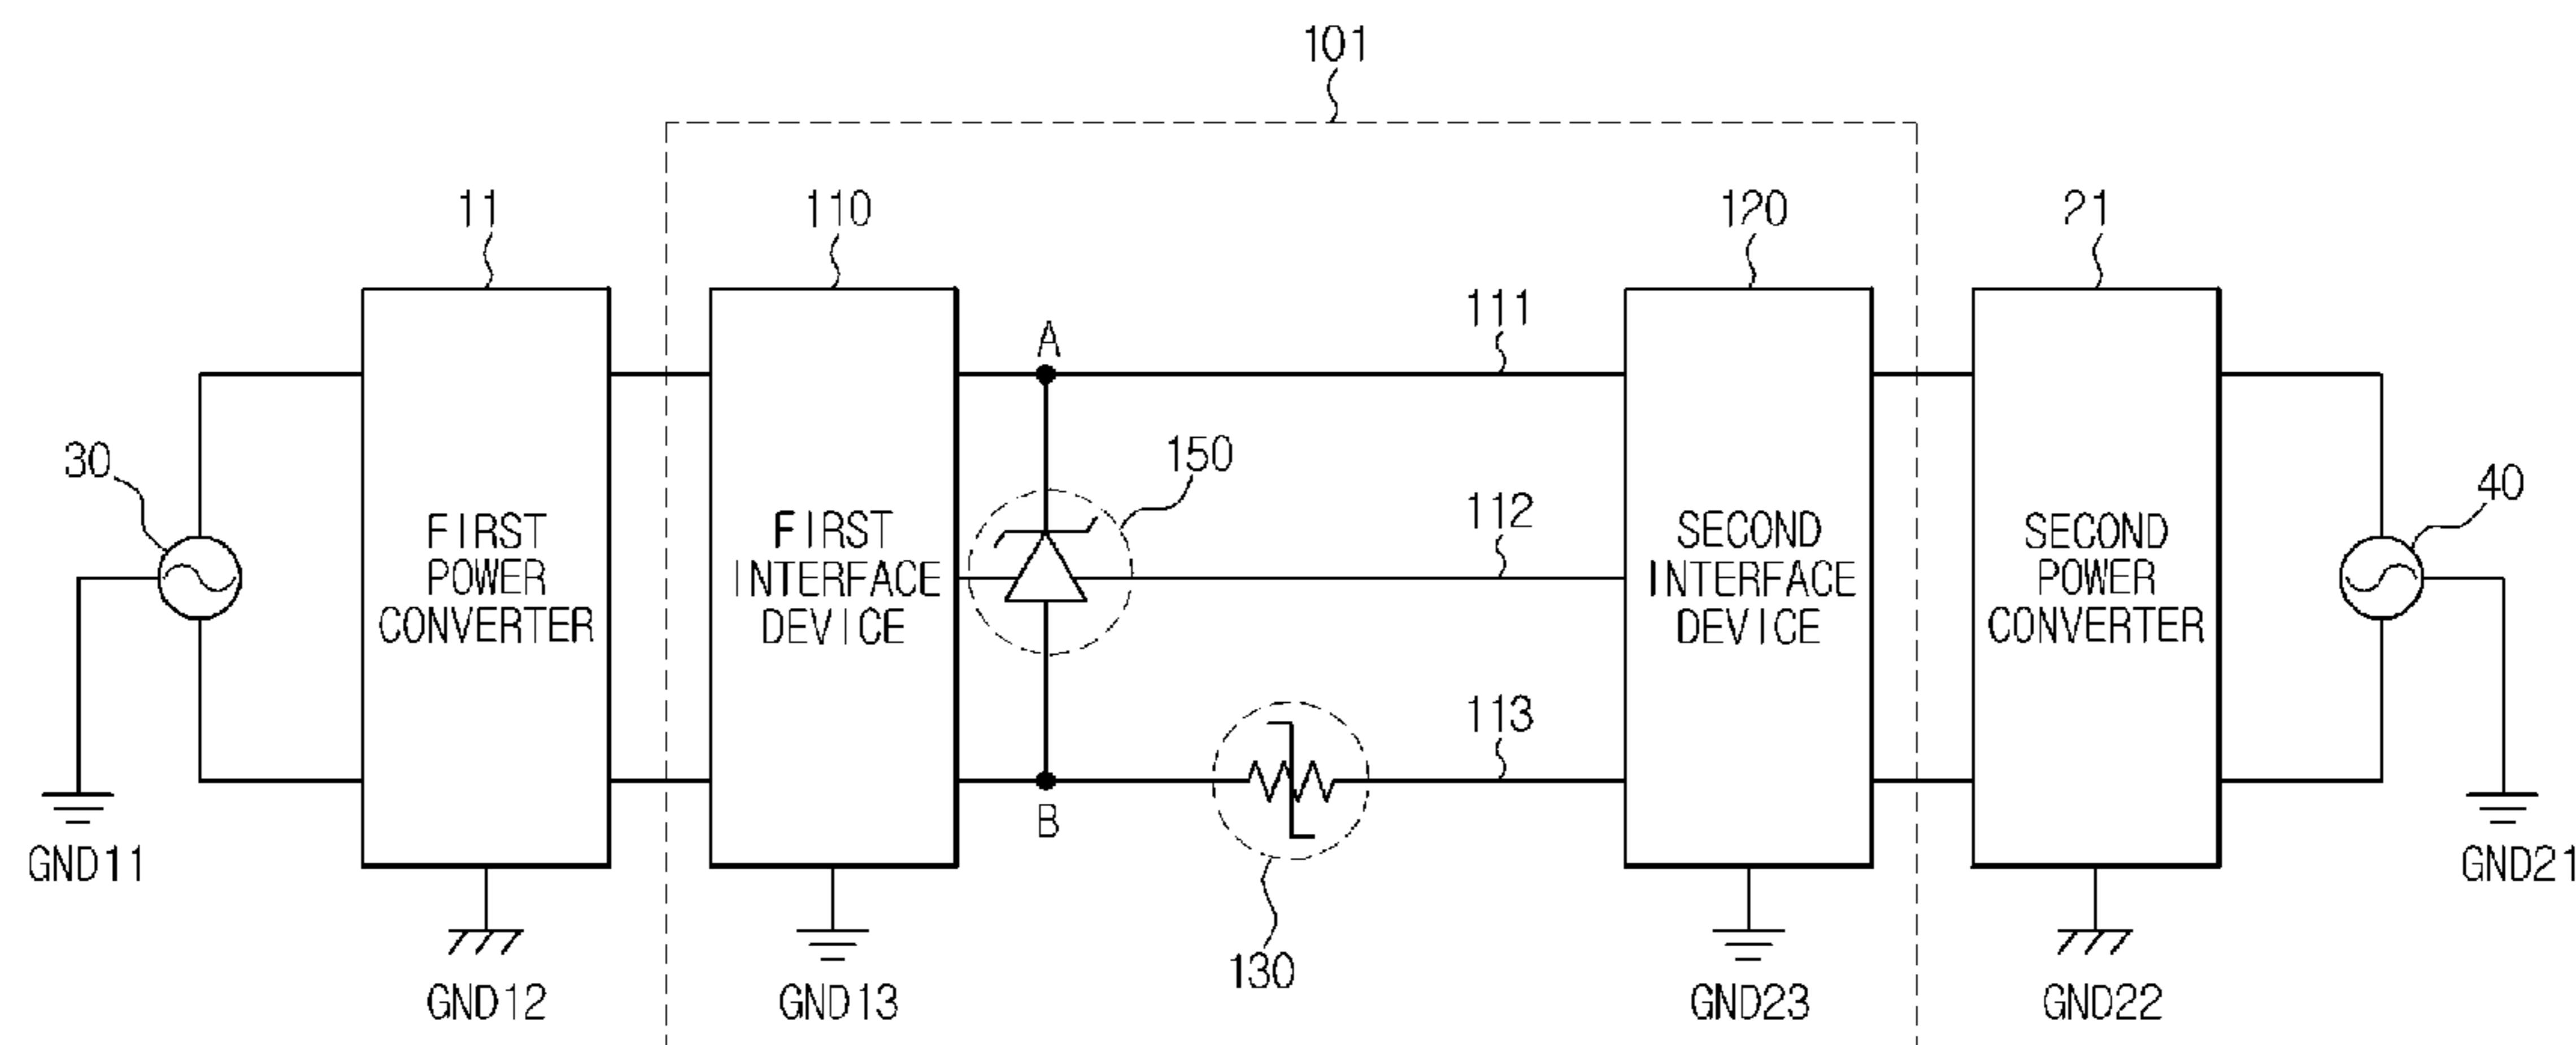 101
11
110
120
21
111
A
30
150
112
40
FIRST
POWER
CONVERTER
FIRST
INTERFACE
DEVICE
SECOND
INTERFACE
DEVICE
SECOND
POWER
CONVERTER
113
B
GND11
GND21
130
GND12
GND13
GND23
GND22